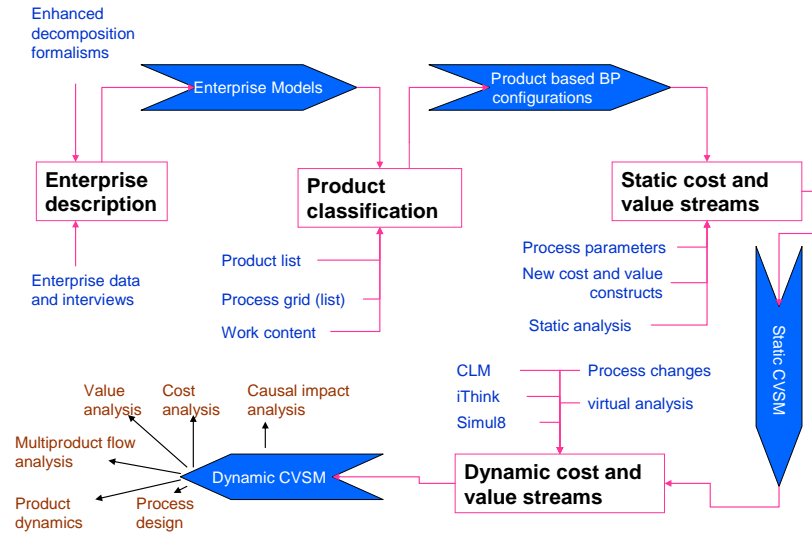 Enhanced
decomposition
formalisms
Enterprise Models
Product based BP
configurations
Enterprise
description
Product
classification
Static cost and
value streams
Enterprise data
and interviews
Product list
Process grid (list)
Work content
Process parameters
New cost and value
constructs
Static analysis
Static CVSM
CLM
iThink
Simul8
Process changes
virtual analysis
Dynamic cost and
value streams
Dynamic CVSM
Value
analysis
Cost
analysis
Causal impact
analysis
Multiproduct flow
analysis
Product
dynamics
Process
design